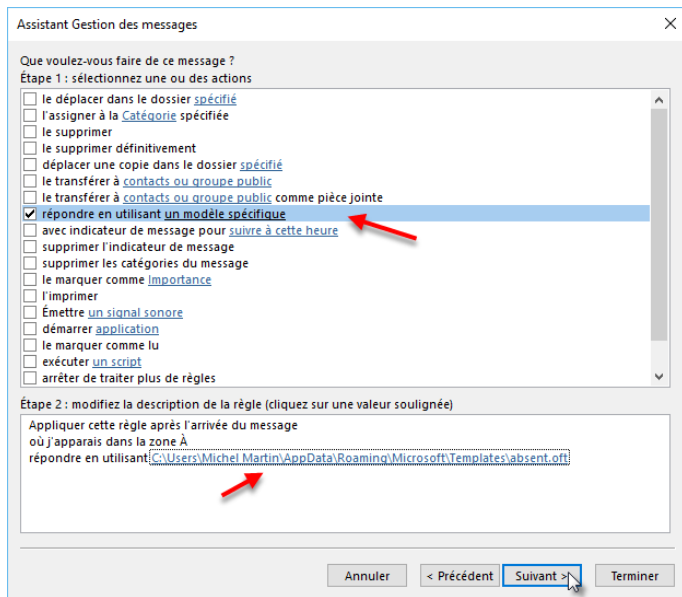 Assistant Gestion des messages
Que voulez-vous faire de ce message ?
Étape 1 : sélectionnez une ou des actions
le déplacer dans le dossier spécifié
l'assigner à la Catégorie spécifiée
le supprimer
le supprimer définitivement
déplacer une copie dans le dossier spécifié
le transférer à contacts ou groupe public
le transférer à contacts ou groupe public comme pièce jointe
répondre en utilisant un modèle spécifique
avec indicateur de message pour suivre à cette heure
supprimer l'indicateur de message
supprimer les catégories du message
le marquer comme Importance
l'imprimer
Émettre un signal sonore
démarrer application
le marquer comme lu
exécuter un script
arrêter de traiter plus de règles
Étape 2 : modifiez la description de la règle (cliquez sur une valeur soulignée)
Appliquer cette règle après l'arrivée du message
où j'apparais dans la zone À
répondre en utilisant C:\Users\Michel Martin\AppData\Roaming\Microsoft\Templates\absent.oft
Annuler < Précédent Suivant > Terminer